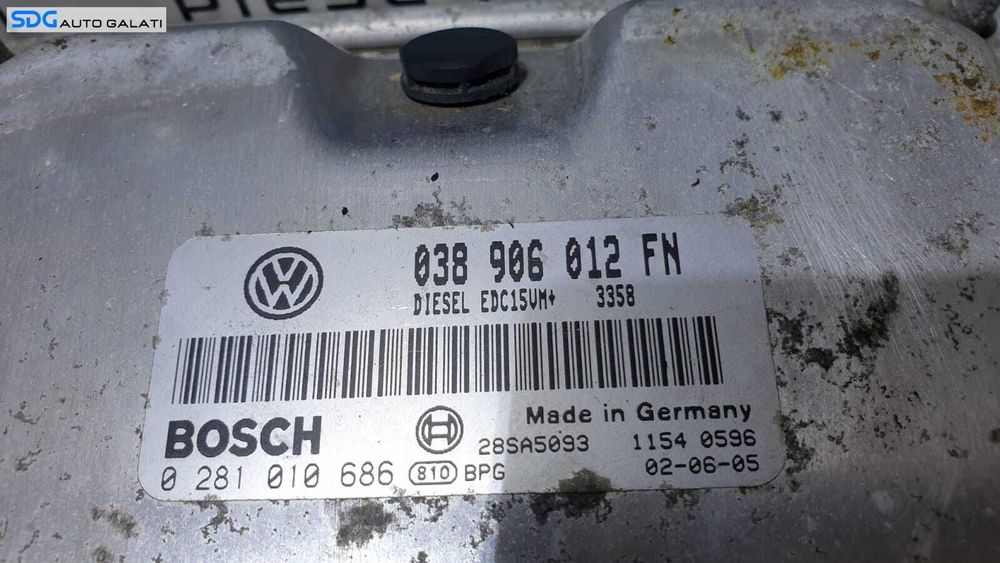 SDG AUTO GALATI
Piese
038 906 012 FN
DIESEL EDC15VM+ 3358
BOSCH
Made in Germany
28SA5093 1154 0596
0 281 010 686 810 BPG 02-06-05